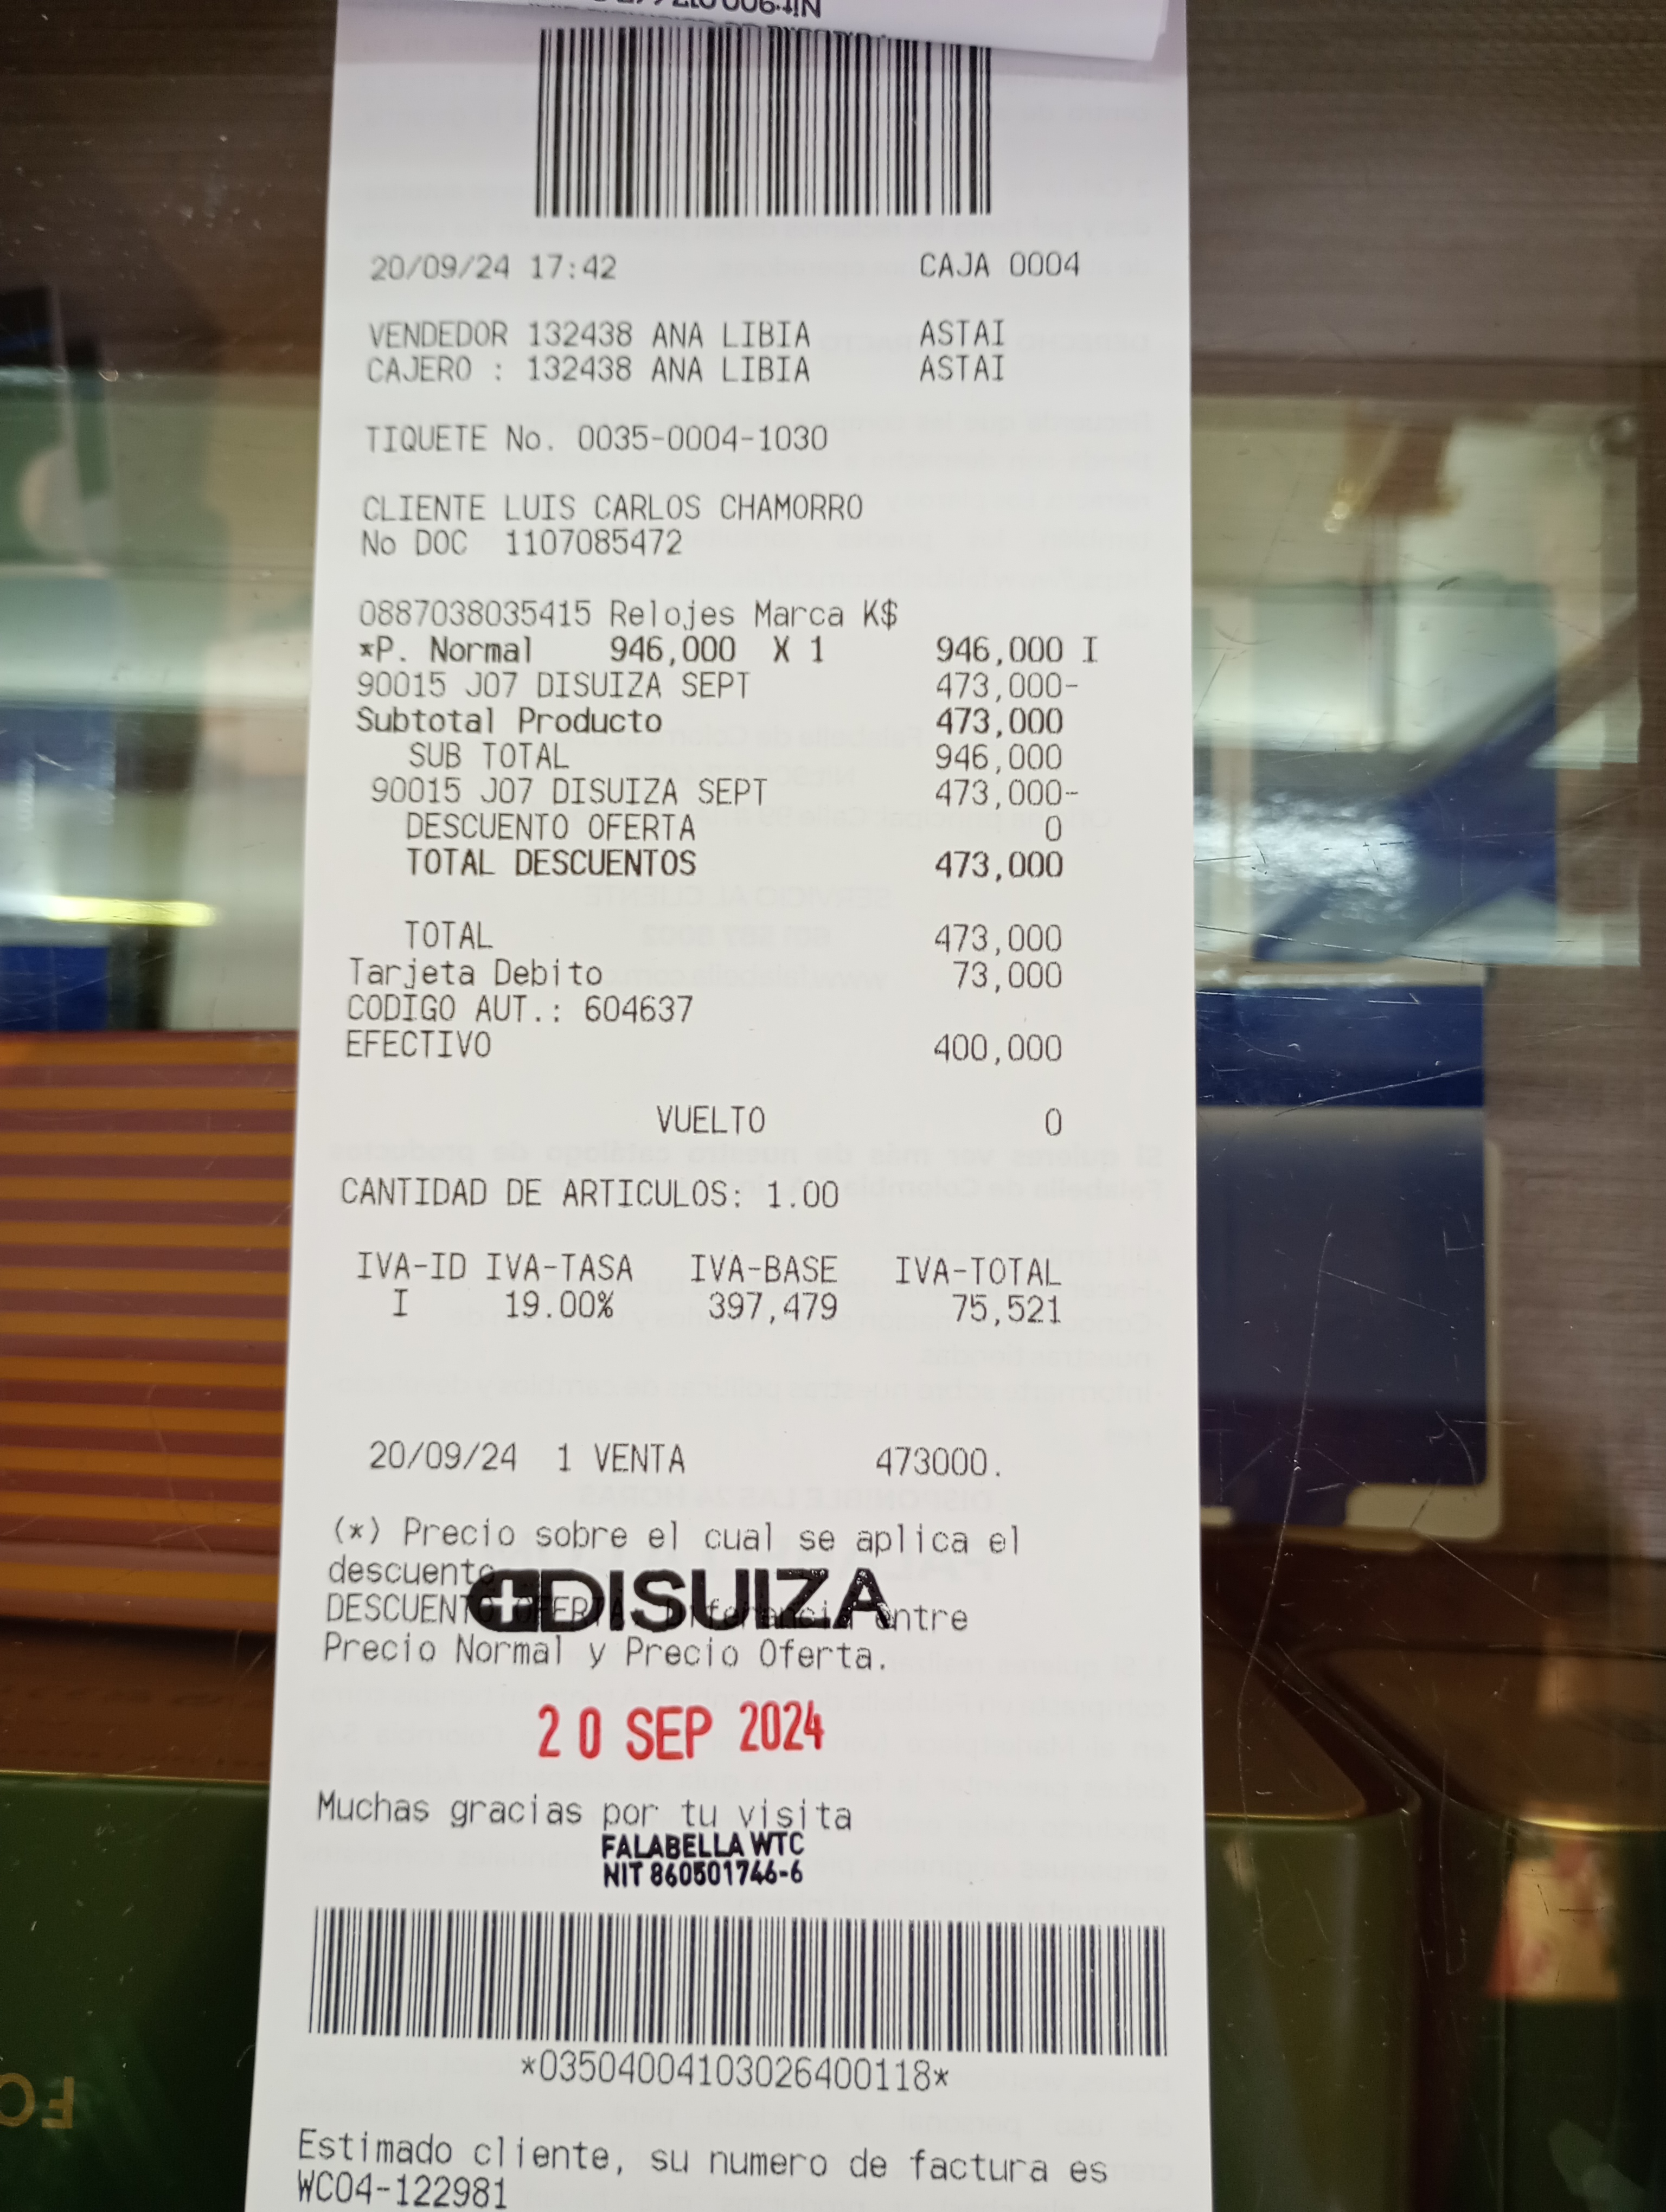 20/09/24 17:42 CAJA 0004
VENDEDOR 132438 ANA LIBIA ASTAI
CAJERO : 132438 ANA LIBIA ASTAI
TIQUETE No. 0035-0004-1030
CLIENTE LUIS CARLOS CHAMORRO
No DOC 1107085472
0887038035415 Relojes Marca K$
*P. Normal 946,000 X 1 946,000 I
90015 J07 DISUIZA SEPT 473,000-
Subtotal Producto 473,000
SUB TOTAL 946,000
90015 J07 DISUIZA SEPT 473,000-
DESCUENTO OFERTA 0
TOTAL DESCUENTOS 473,000
TOTAL 473,000
Tarjeta Debito 73,000
CODIGO AUT.: 604637
EFECTIVO 400,000
VUELTO 0
CANTIDAD DE ARTICULOS: 1.00
IVA-ID IVA-TASA IVA-BASE IVA-TOTAL
I 19.00% 397,479 75,521
20/09/24 1 VENTA 473000.
(*) Precio sobre el cual se aplica el
descuento
DISUIZA
DESCUENTO OFERTA: Diferencia entre
Precio Normal y Precio Oferta.
20 SEP 2024
Muchas gracias por tu visita
FALABELLA WTC
NIT 860501746-6
*03504004103026400118*
Estimado cliente, su numero de factura es
WC04-122981